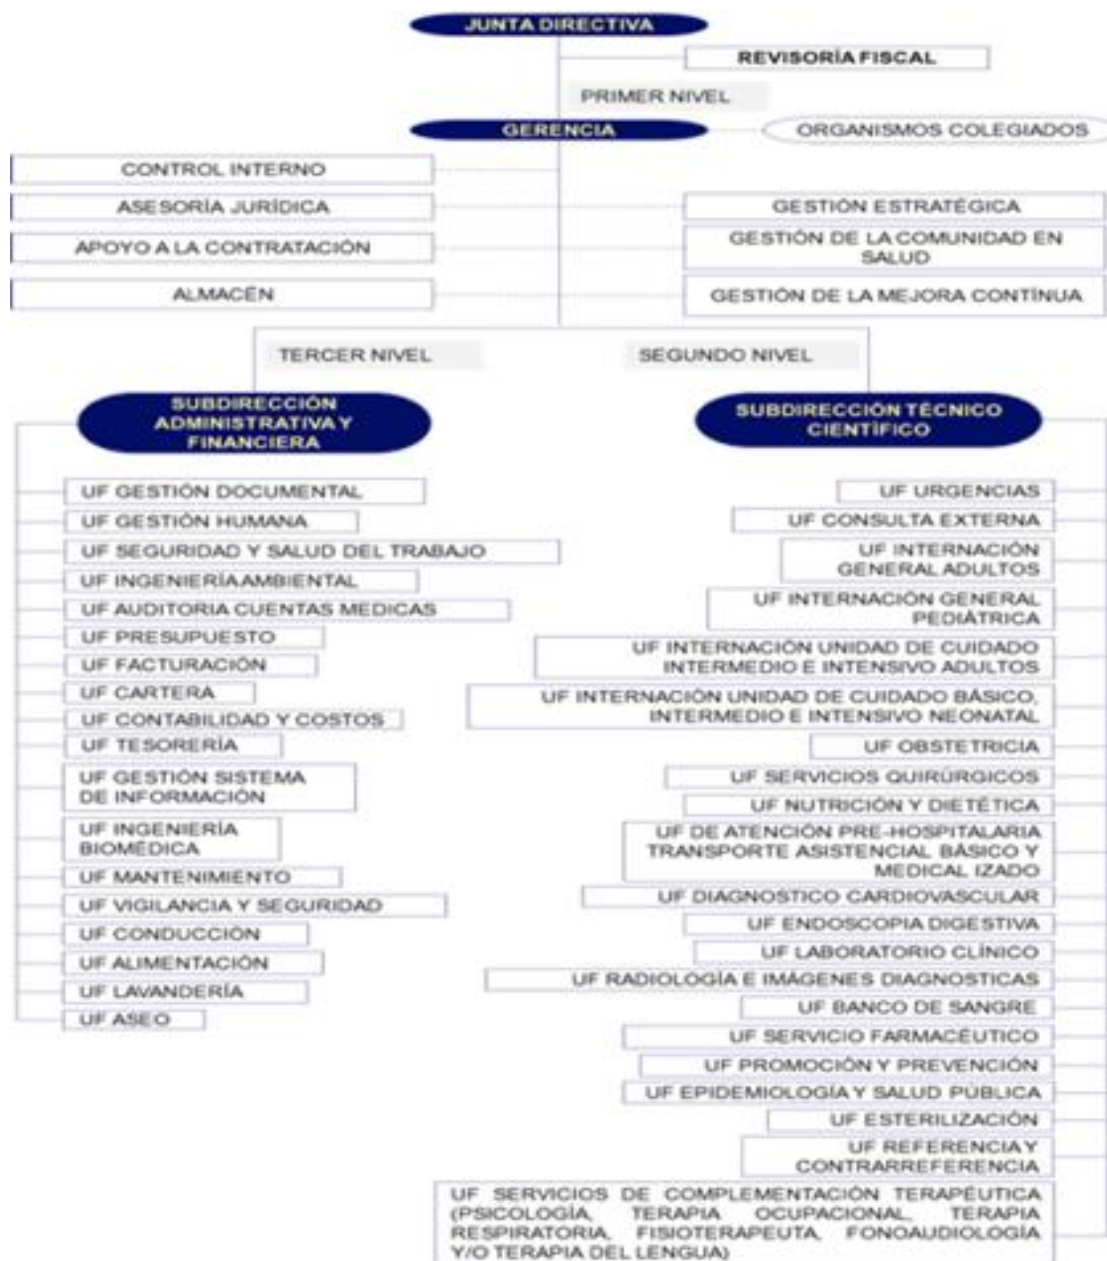 JUNTA DIRECTIVA
REVISORÍA FISCAL
PRIMER NIVEL
GERENCIA
ORGANISMOS COLEGIADOS
CONTROL INTERNO
ASESORÍA JURÍDICA
GESTIÓN ESTRATÉGICA
APOYO A LA CONTRATACIÓN
GESTIÓN DE LA COMUNIDAD EN
SALUD
ALMACÉN
GESTIÓN DE LA MEJORA CONTÍNUA
TERCER NIVEL
SEGUNDO NIVEL
SUBDIRECCIÓN
ADMINISTRATIVA Y
FINANCIERA
UF GESTIÓN DOCUMENTAL
UF GESTIÓN HUMANA
UF SEGURIDAD Y SALUD DEL TRABAJO
UF INGENIERÍA AMBIENTAL
UF AUDITORIA CUENTAS MEDICAS
UF PRESUPUESTO
UF FACTURACIÓN
UF CARTERA
UF CONTABILIDAD Y COSTOS
UF TESORERÍA
UF GESTIÓN SISTEMA
DE INFORMACIÓN
UF INGENIERÍA
BIOMÉDICA
UF MANTENIMIENTO
UF VIGILANCIA Y SEGURIDAD
UF CONDUCCIÓN
UF ALIMENTACIÓN
UF LAVANDERÍA
UF ASEO
SUBDIRECCIÓN TÉCNICO
CIENTÍFICO
UF URGENCIAS
UF CONSULTA EXTERNA
UF INTERNACIÓN
GENERAL ADULTOS
UF INTERNACIÓN GENERAL
PEDIÁTRICA
UF INTERNACIÓN UNIDAD DE CUIDADO
INTERMEDIO E INTENSIVO ADULTOS
UF INTERNACIÓN UNIDAD DE CUIDADO BÁSICO,
INTERMEDIO E INTENSIVO NEONATAL
UF OBSTETRICIA
UF SERVICIOS QUIRÚRGICOS
UF NUTRICIÓN Y DIETÉTICA
UF DE ATENCIÓN PRE-HOSPITALARIA
TRANSPORTE ASISTENCIAL BÁSICO Y
MEDICAL IZADO
UF DIAGNOSTICO CARDIOVASCULAR
UF ENDOSCOPIA DIGESTIVA
UF LABORATORIO CLÍNICO
UF RADIOLOGÍA E IMÁGENES DIAGNOSTICAS
UF BANCO DE SANGRE
UF SERVICIO FARMACÉUTICO
UF PROMOCIÓN Y PREVENCIÓN
UF EPIDEMIOLOGÍA Y SALUD PÚBLICA
UF ESTERILIZACIÓN
UF REFERENCIA Y
CONTRARREFERENCIA
UF SERVICIOS DE COMPLEMENTACIÓN TERAPÉUTICA
(PSICOLOGÍA, TERAPIA OCUPACIONAL, TERAPIA
RESPIRATORIA, FISIOTERAPEUTA, FONOAUDIOLOGÍA
Y/O TERAPIA DEL LENGUA)